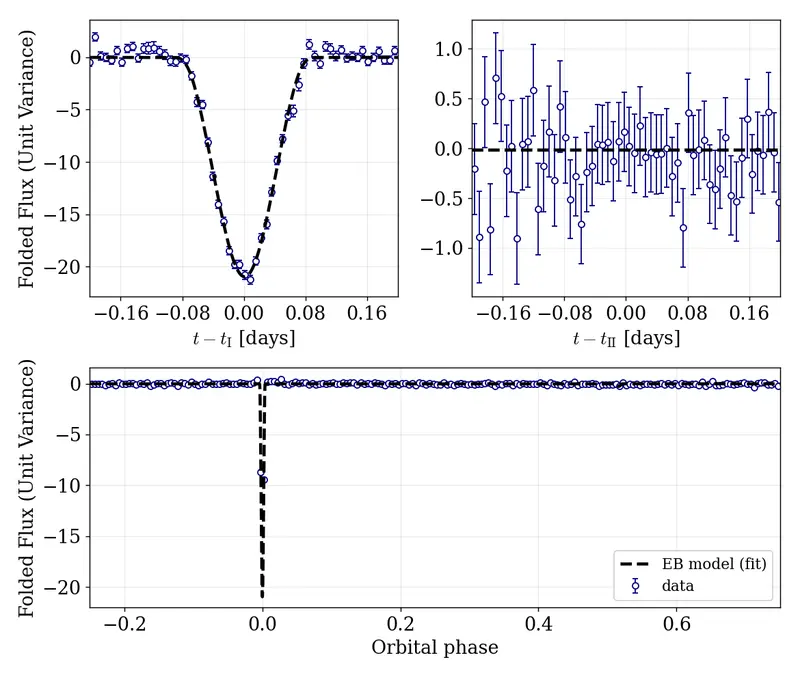 Folded Flux (Unit Variance)
0
−5
−10
−15
−20
−0.16 −0.08 0.00 0.08 0.16
t − tI [days]
1.0
0.5
0.0
−0.5
−1.0
−0.16 −0.08 0.00 0.08 0.16
t − tII [days]
Folded Flux (Unit Variance)
0
−5
−10
−15
−20
EB model (fit)
data
−0.2 0.0 0.2 0.4 0.6
Orbital phase